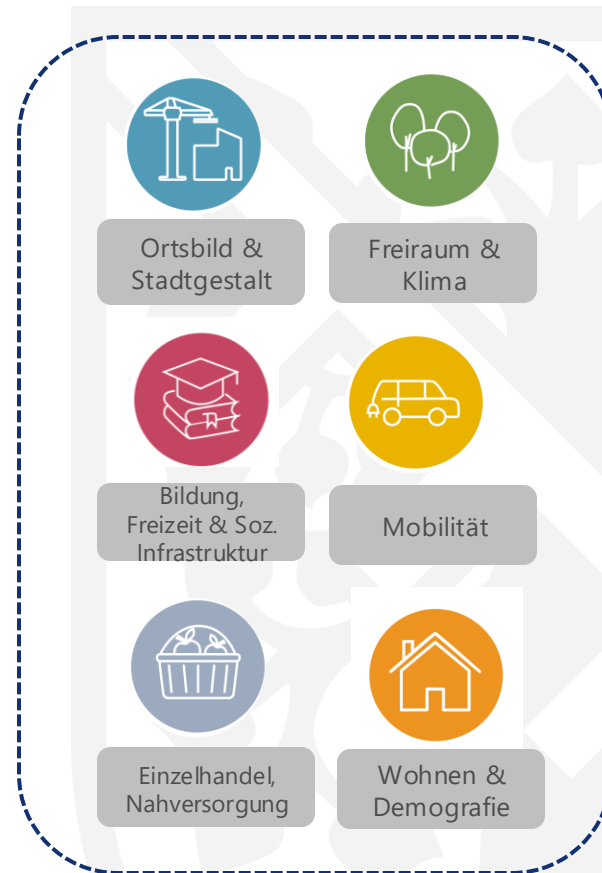 Ortsbild &
Stadtgestalt
Freiraum &
Klima
Bildung,
Freizeit & Soz.
Infrastruktur
Mobilität
Einzelhandel,
Nahversorgung
Wohnen &
Demografie